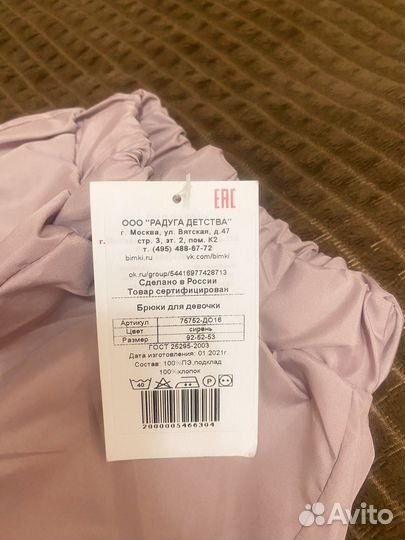 EAC
ООО "РАДУГА ДЕТСТВА"
г. Москва, ул. Вятская, д.47
стр. 3, эт. 2, пом. К2
т. (495) 488-67-72
bimki.ru vk.com/bimki
ok.ru/group/54416977428713
Сделано в России
Товар сертифицирован
Брюки для девочки
Артикул 75752-ДО16
Цвет сирень
Размер 92-52-53
ГОСТ 25295-2003
Дата изготовления :01.2021г
Состав: 100%ПЭ,подклад
100%хлопок
40 P
2000005466304
Avito